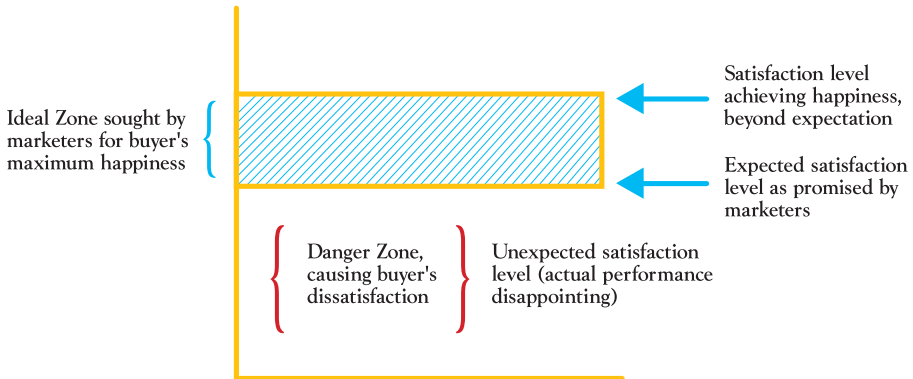 Ideal Zone sought by
marketers for buyer's
maximum happiness
Satisfaction level
achieving happiness,
beyond expectation
Expected satisfaction
level as promised by
marketers
Danger Zone,
causing buyer's
dissatisfaction
Unexpected satisfaction
level (actual performance
disappointing)